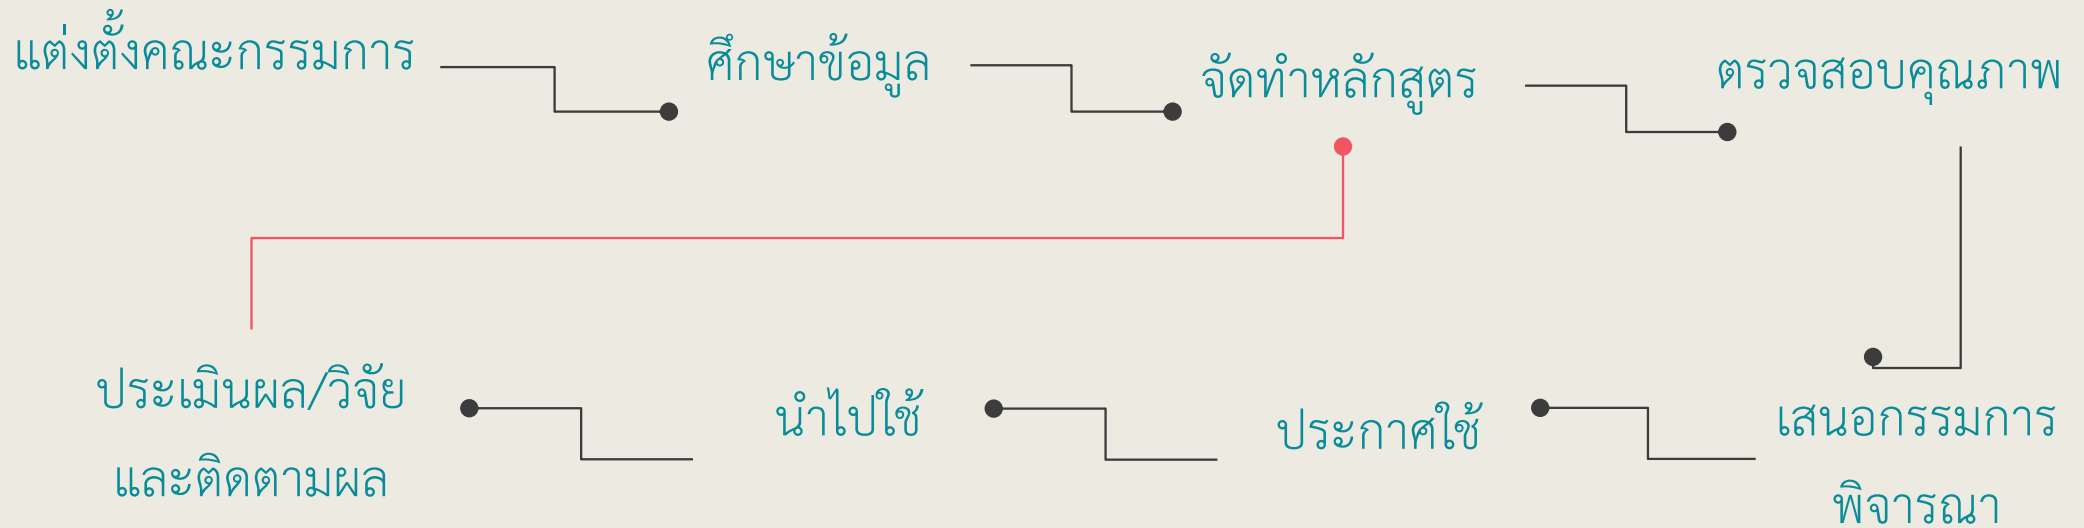 แต่งตั้งคณะกรรมการ
ศึกษาข้อมูล
จัดทำหลักสูตร
ตรวจสอบคุณภาพ
เสนอกรรมการ
พิจารณา
ประกาศใช้
นำไปใช้
ประเมินผล/วิจัย
และติดตามผล